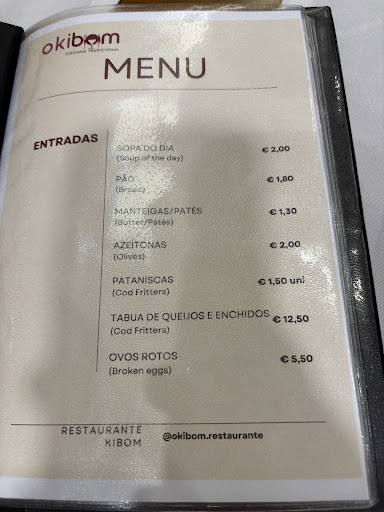 okibom
COZINHA TRADICIONAL
MENU
ENTRADAS
SOPA DO DIA € 2,00
(Soup of the day)
PÃO € 1,80
(Bread)
MANTEIGAS/PATÉS € 1,30
(Butter/Patés)
AZEITONAS € 2,00
(Olives)
PATANISCAS € 1,50 uni
(Cod Fritters)
TABUA DE QUEIJOS E ENCHIDOS € 12,50
(Cod Fritters)
OVOS ROTOS € 5,50
(Broken eggs)
RESTAURANTE @okibom.restaurante
KIBOM